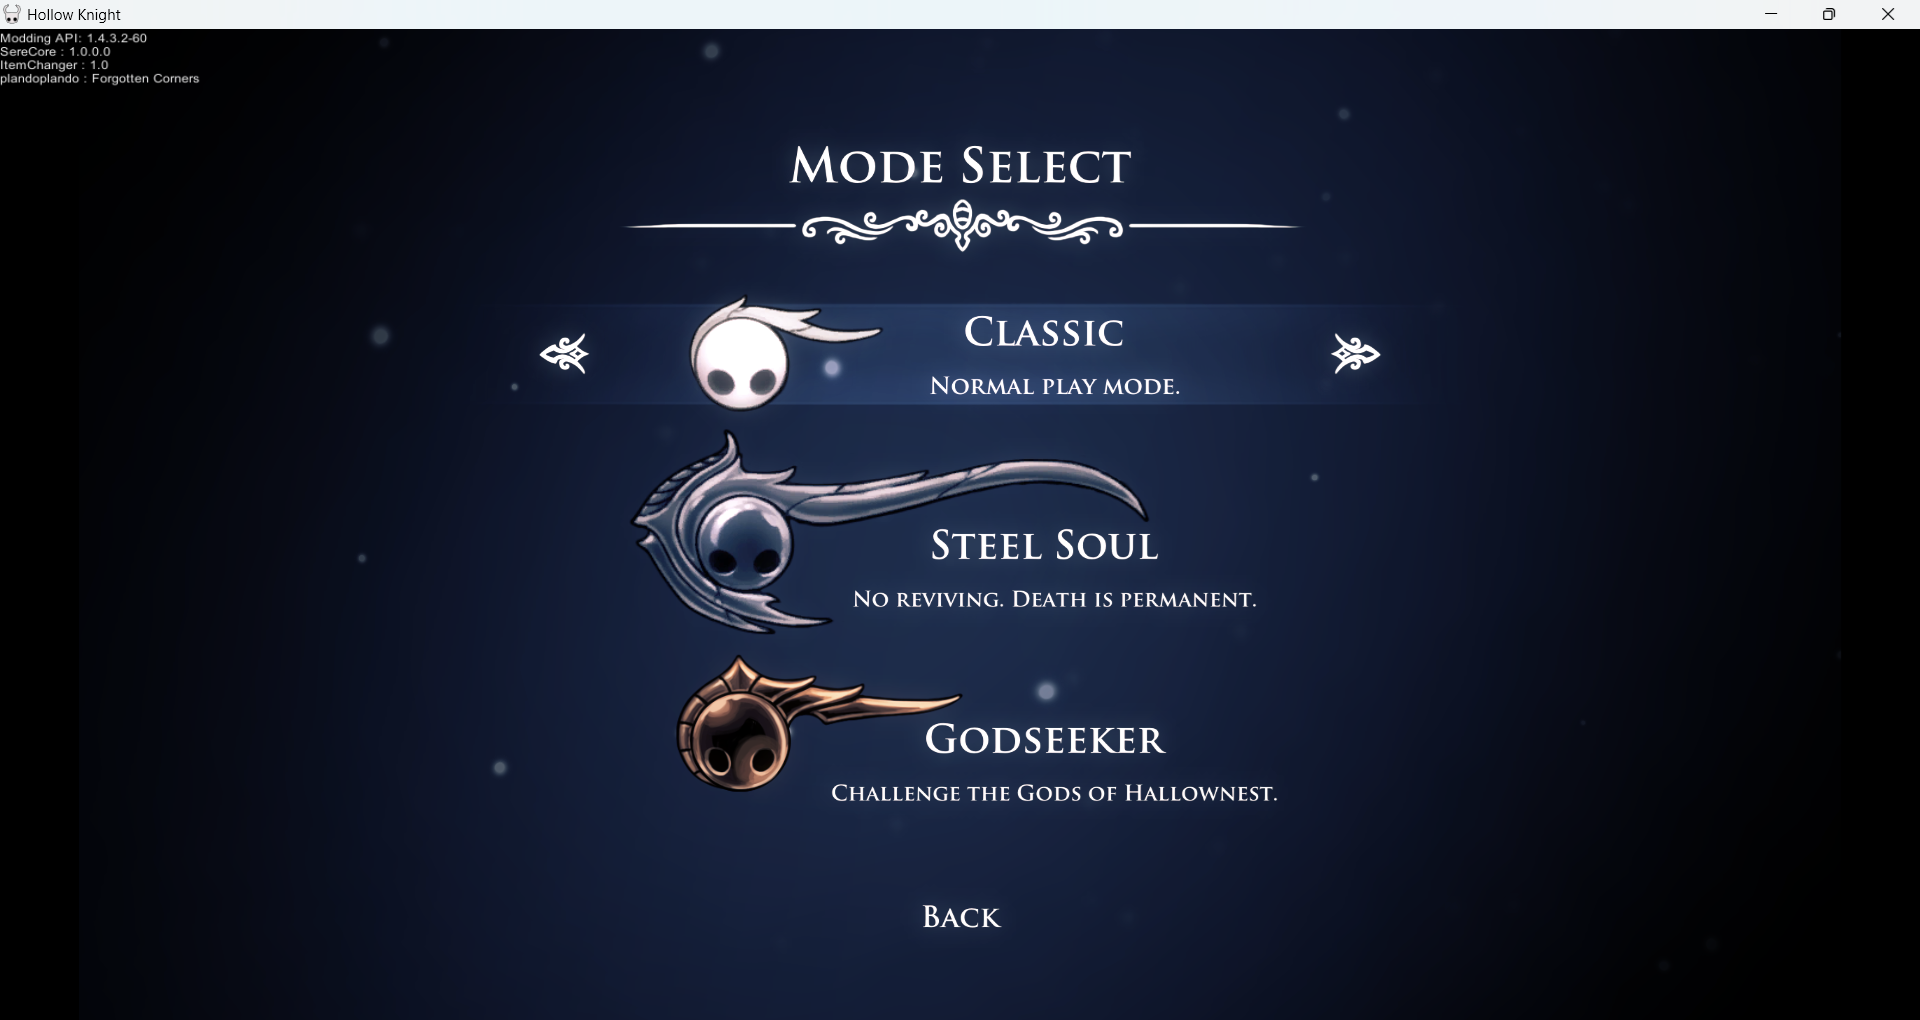 Hollow Knight
Modding API: 1.4.3.2-60
SereCore : 1.0.0.0
ItemChanger : 1.0
plandoplando : Forgotten Corners
Mode Select
Classic
Normal play mode.
Steel Soul
No reviving. Death is permanent.
Godseeker
Challenge the Gods of Hallownest.
Back